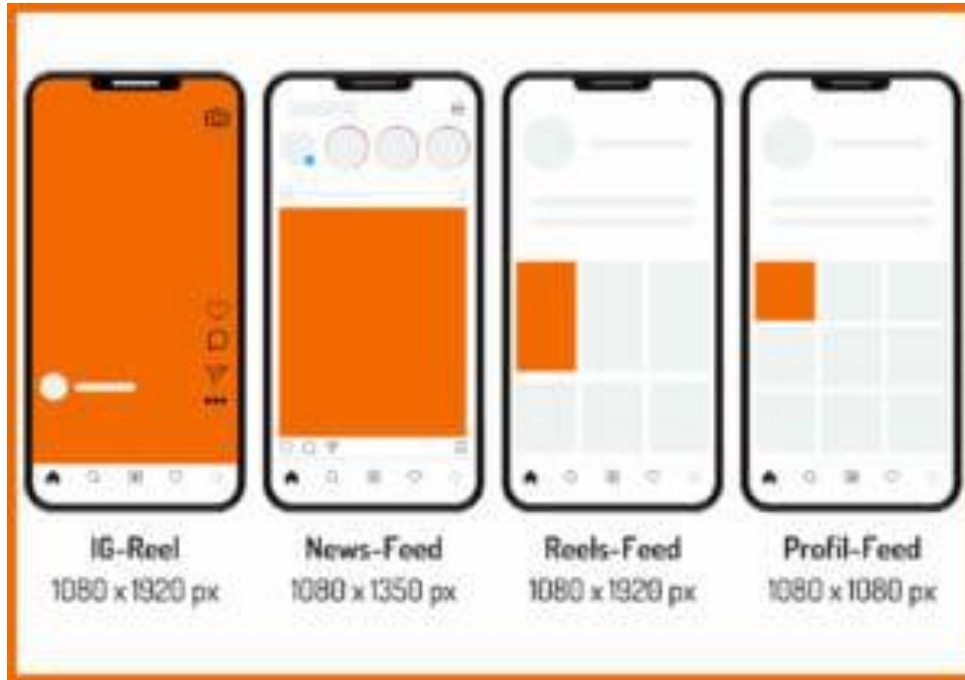 IG-Reel
1080 x 1920 px
News-Feed
1080 x 1350 px
Reels-Feed
1080 x 1920 px
Profil-Feed
1080 x 1080 px